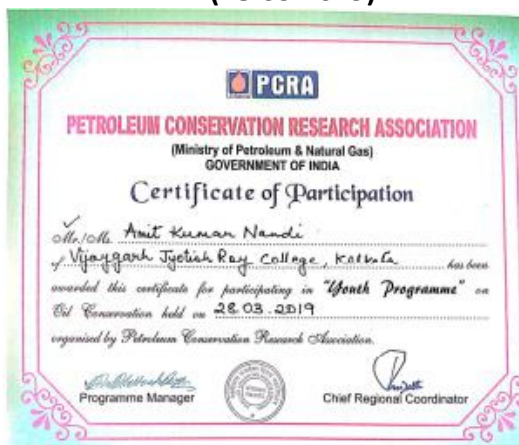 PCRA
PETROLEUM CONSERVATION RESEARCH ASSOCIATION
(Ministry of Petroleum & Natural Gas)
GOVERNMENT OF INDIA
Certificate of Participation
Mr./Ms. Amit Kumar Nandi
of Vijaygarh Jyotish Ray College, Kolkata has been
awarded this certificate for participating in "Youth Programme" on
Oil Conservation held on 28.03.2019
organised by Petroleum Conservation Research Association.
Programme Manager
Chief Regional Coordinator